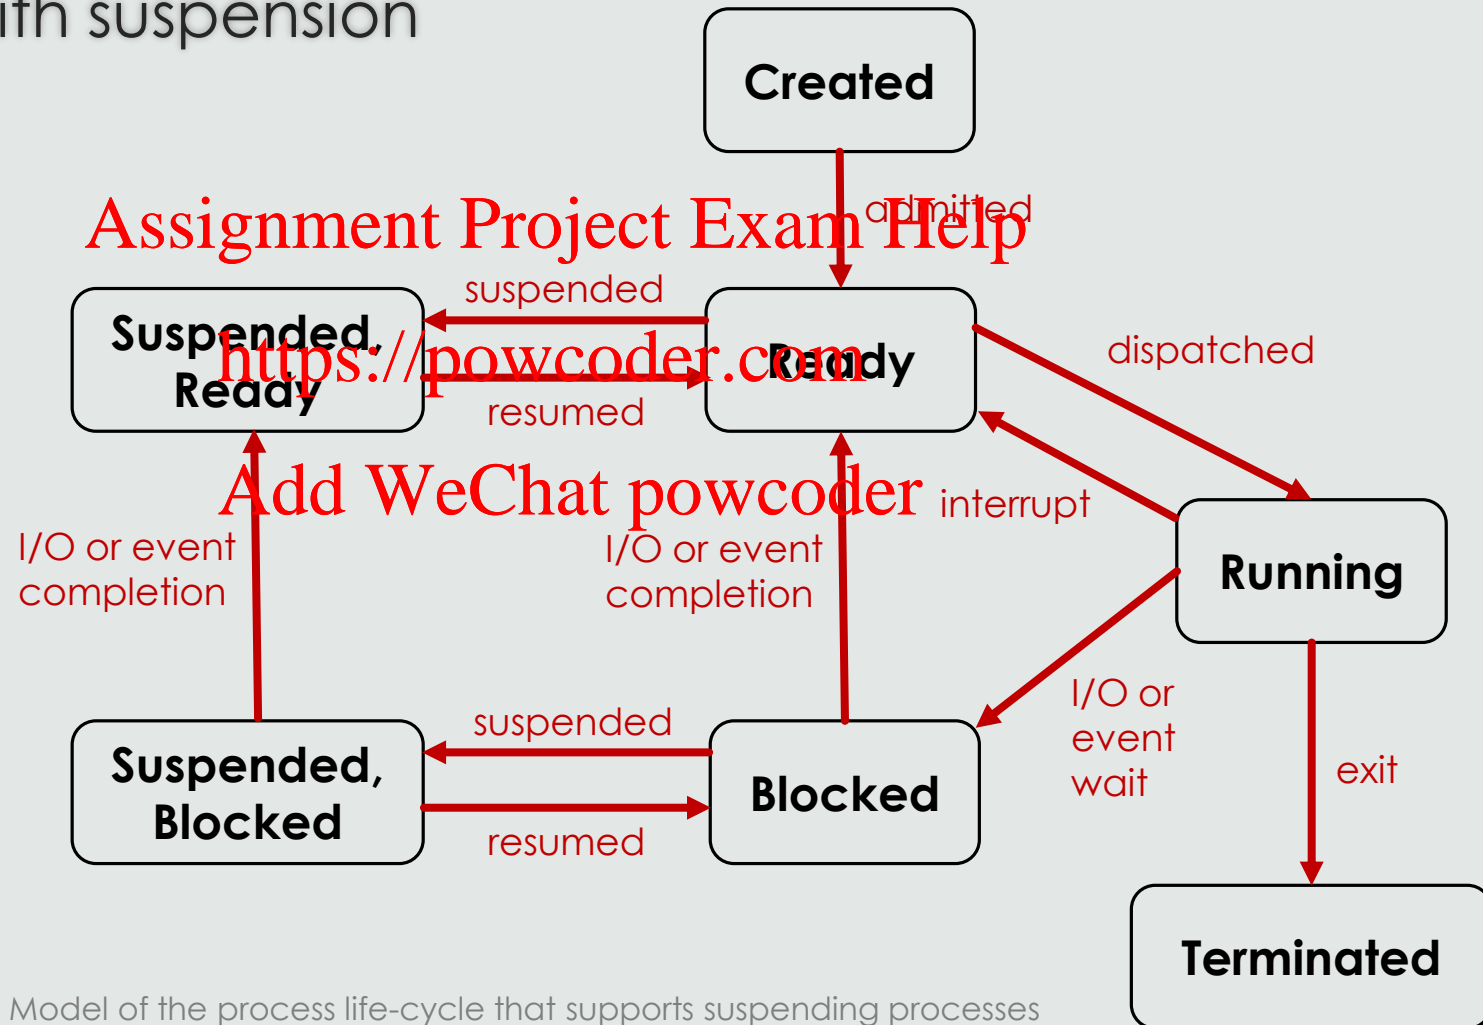 ith suspension
Created
admitted
Assignment Project Exam Help
suspended
Suspended,
Ready
https://powcoder.com
Ready
dispatched
resumed
Add WeChat powcoder
interrupt
I/O or event
completion
I/O or event
completion
Running
I/O or
event
wait
suspended
Suspended,
Blocked
Blocked
exit
resumed
Terminated
Model of the process life-cycle that supports suspending processes